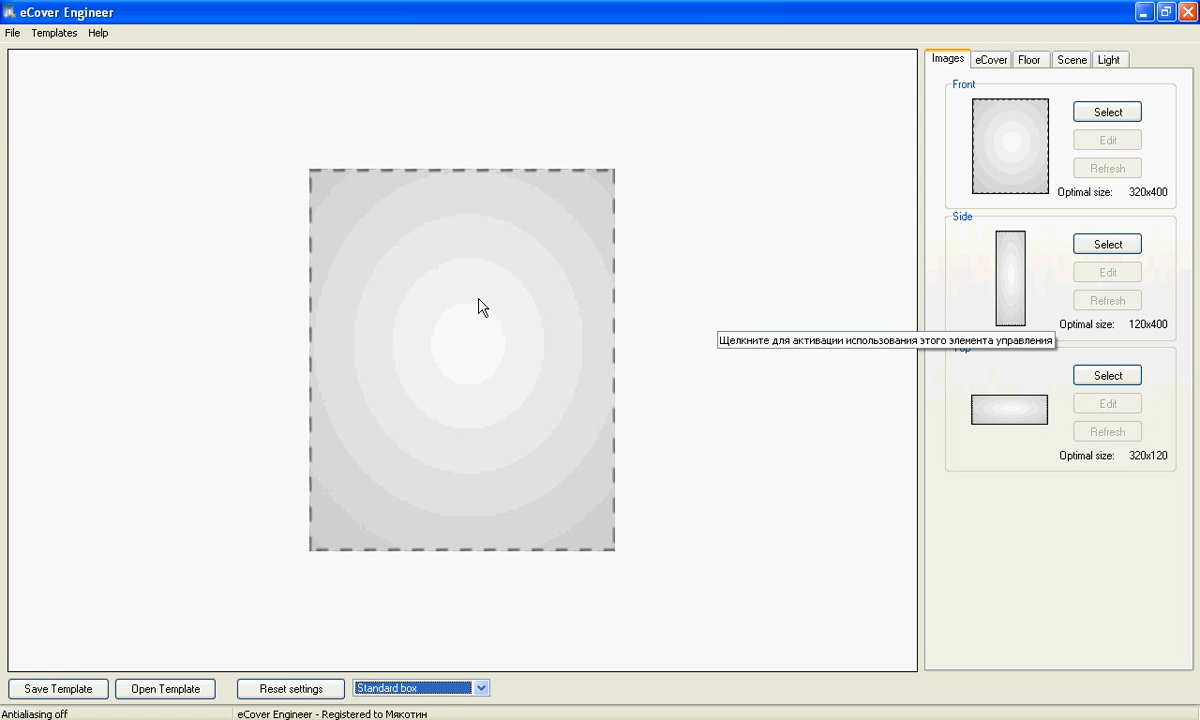 eCover Engineer
File Templates Help
Images eCover Floor Scene Light
Front
Select
Edit
Refresh
Optimal size: 320x400
Side
Select
Edit
Refresh
Optimal size: 120x400
Щелкните для активации использования этого элемента управления
Top
Select
Edit
Refresh
Optimal size: 320x120
Save Template Open Template Reset settings Standard box
Antialiasing off eCover Engineer - Registered to Мякотин